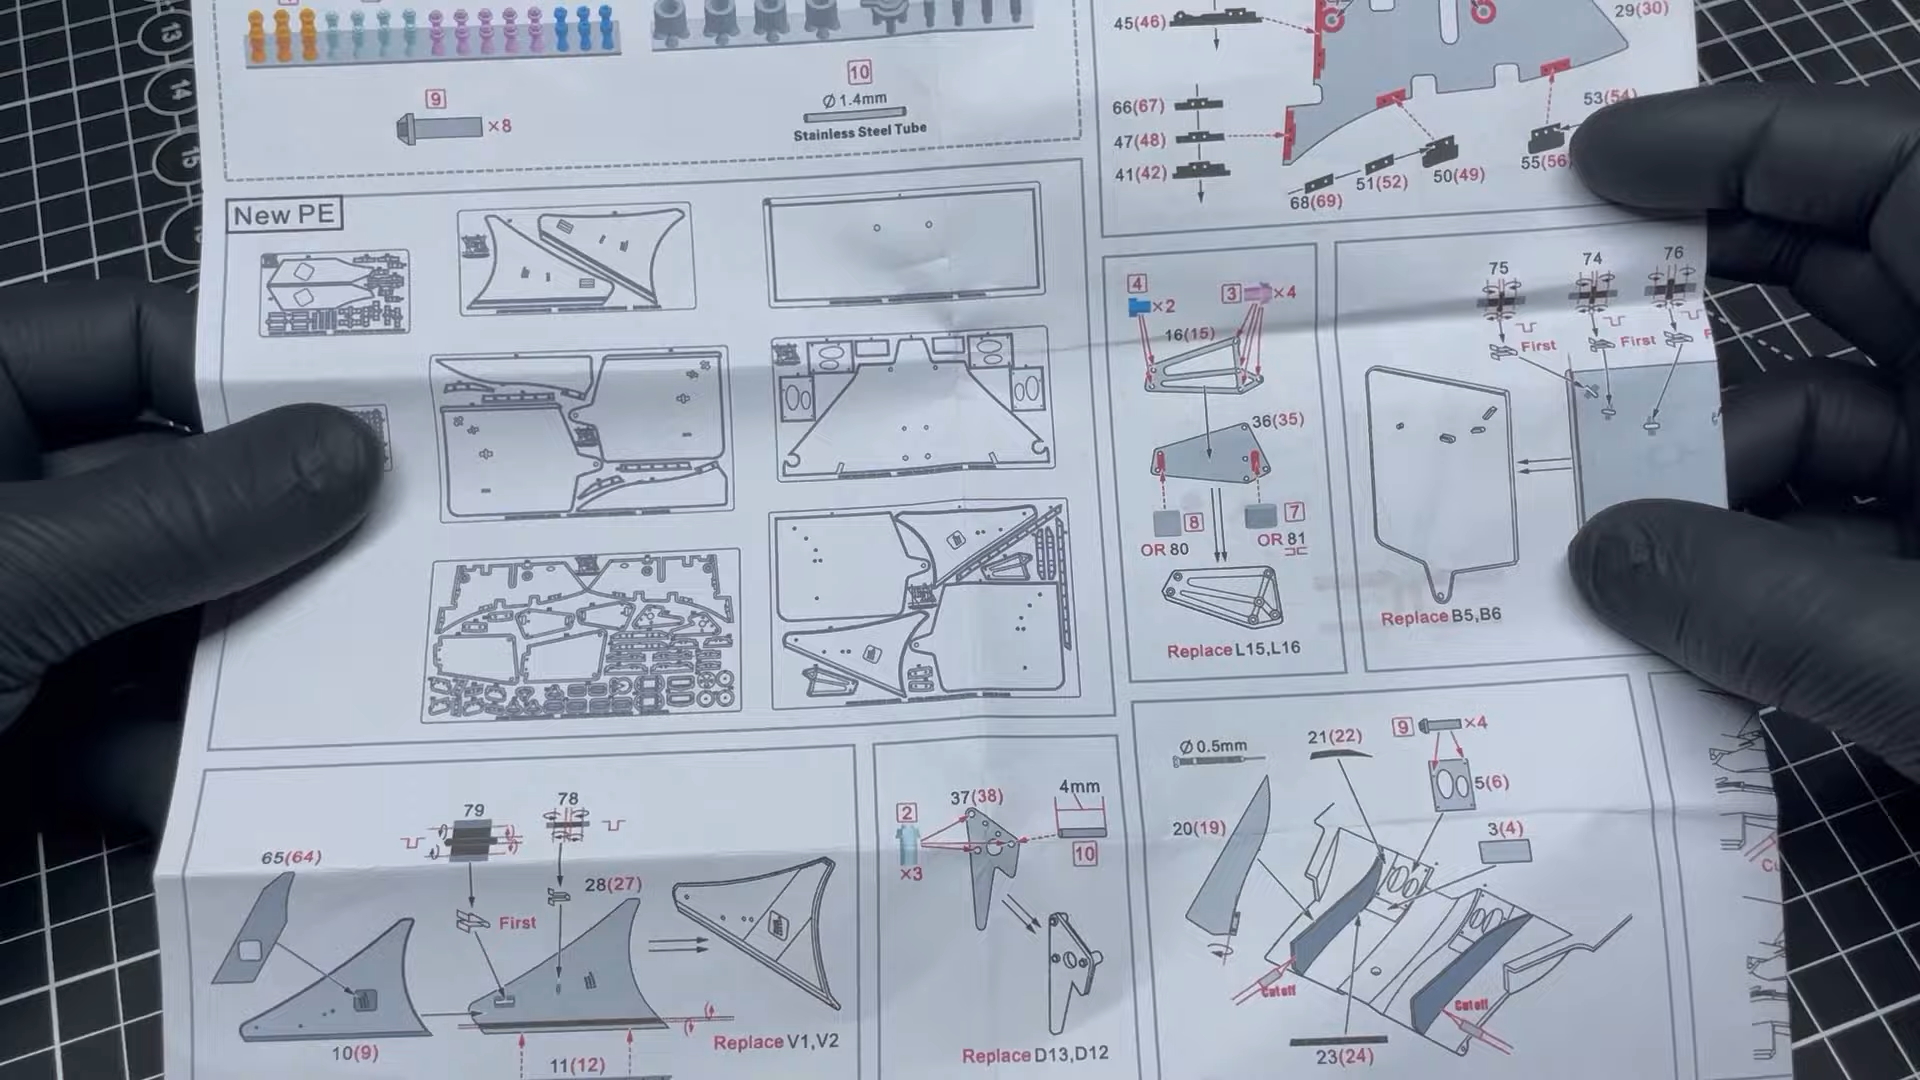 13
14
15
9
×8
10
Ø 1.4mm
Stainless Steel Tube
45(46)
29(30)
66(67)
47(48)
41(42)
53(54)
68(69)
51(52)
50(49)
55(56)
New PE
4
×2
3
×4
16(15)
36(35)
8
OR 80
7
OR 81
Replace L15,L16
75
74
76
First
First
Replace B5,B6
79
78
65(64)
First
28(27)
10(9)
11(12)
Replace V1,V2
2
×3
37(38)
4mm
10
Replace D13,D12
Ø 0.5mm
21(22)
9
×4
5(6)
3(4)
20(19)
Cutoff
Cutoff
23(24)